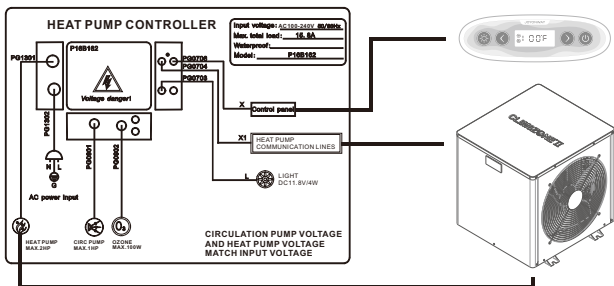 HEAT PUMP CONTROLLER
Input voltage: AC100-240V 50/60Hz
Max. total load: 15.8A
Waterproof:
Model: P16B162
PG1301
P16B162
Voltage danger!
PG0706
PG0704
PG0703
PG1302
PG0801
PG0802
X
Control panel
X1
HEAT PUMP
COMMUNICATION LINES
L
LIGHT
DC11.8V/4W
N L
G
AC power input
HEAT PUMP
MAX.2HP
CIRC PUMP
MAX.1HP
O3
OZONE
MAX.100W
CIRCULATION PUMP VOLTAGE
AND HEAT PUMP VOLTAGE
MATCH INPUT VOLTAGE